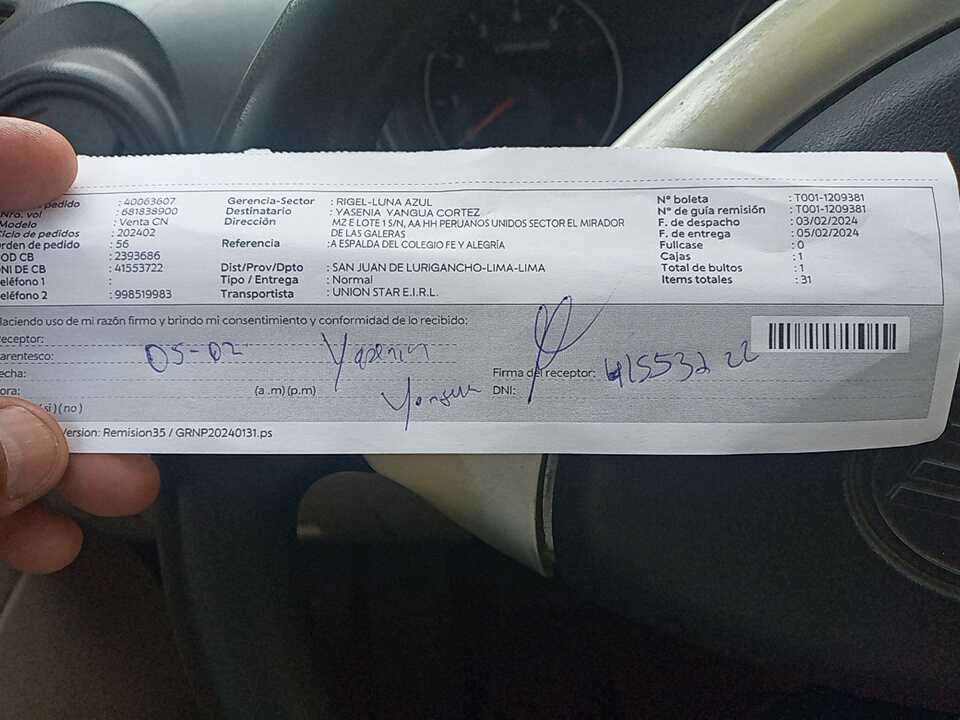 pedido : 40063607 Gerencia-Sector : RIGEL-LUNA AZUL Nº boleta : T001-1209381
Nro. vol : 681838900 Destinatario : YASENIA YANGUA CORTEZ Nº de guía remisión : T001-1209381
Modelo : Venta CN Dirección : MZ E LOTE 1 S/N, AA HH PERUANOS UNIDOS SECTOR EL MIRADOR F. de despacho : 03/02/2024
Ciclo de pedidos : 202402 DE LAS GALERAS F. de entrega : 05/02/2024
rden de pedido : 56 Referencia : A ESPALDA DEL COLEGIO FE Y ALEGRÍA Fullcase : 0
OD CB : 2393686 Cajas : 1
NI DE CB : 41553722 Dist/Prov/Dpto : SAN JUAN DE LURIGANCHO-LIMA-LIMA Total de bultos : 1
eléfono 1 : Tipo / Entrega : Normal Items totales : 31
eléfono 2 : 998519983 Transportista : UNION STAR E.I.R.L.
aciendo uso de mi razón firmo y brindo mi consentimiento y conformidad de lo recibido:
eceptor:
arentesco: 05-02 Yasenia
echa: Firma del receptor:
ora: (a .m) (p.m) Yangua DNI: 41553722
( si ) ( no )
Version: Remision35 / GRNP20240131.ps